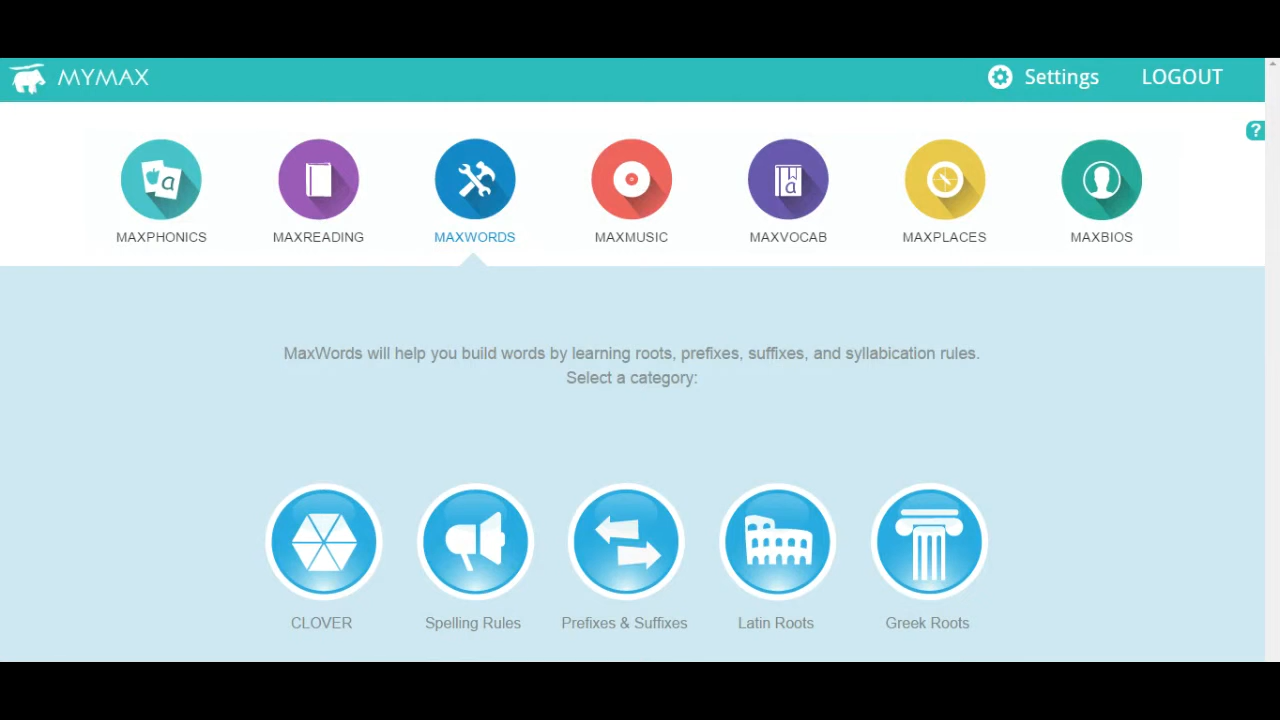 MYMAX
Settings LOGOUT
?
MAXPHONICS MAXREADING MAXWORDS MAXMUSIC MAXVOCAB MAXPLACES MAXBIOS
MaxWords will help you build words by learning roots, prefixes, suffixes, and syllabication rules.
Select a category:
CLOVER Spelling Rules Prefixes & Suffixes Latin Roots Greek Roots